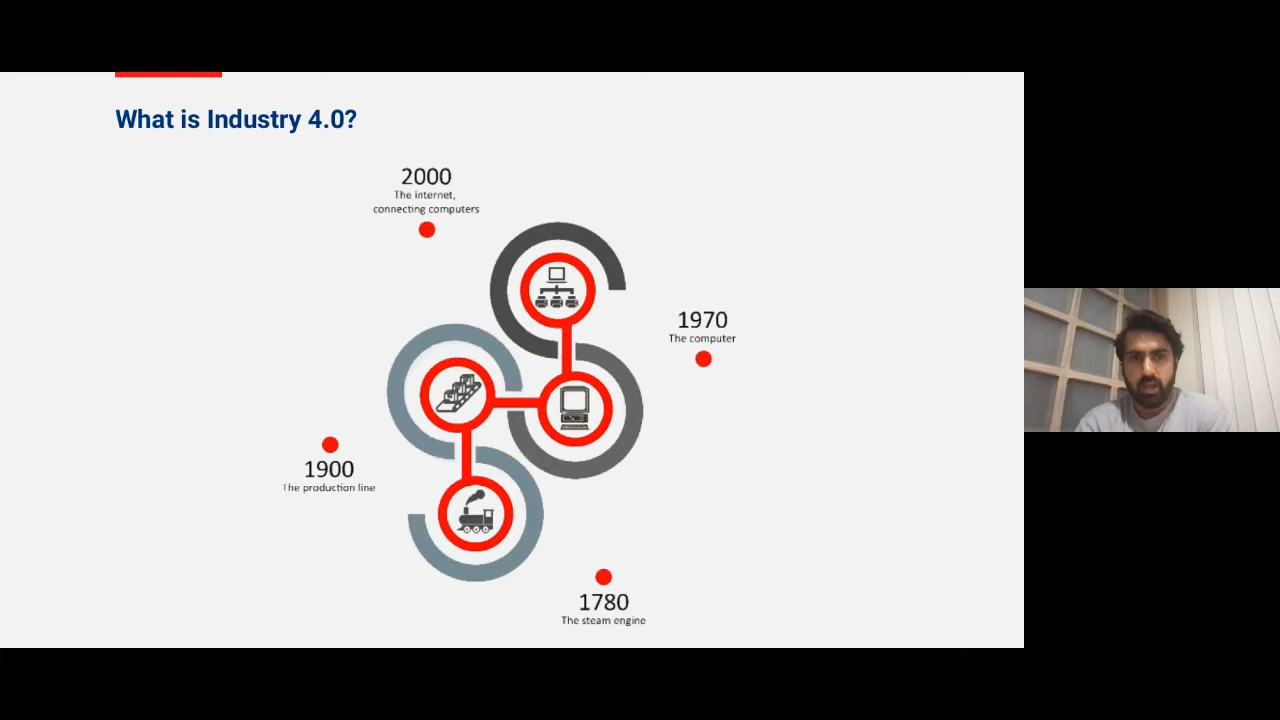 What is Industry 4.0?
2000
The internet,
connecting computers
1970
The computer
1900
The production line
1780
The steam engine